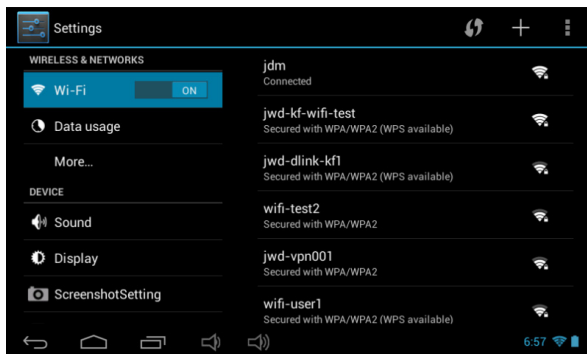 Settings
WIRELESS & NETWORKS
Wi-Fi ON
Data usage
More...
DEVICE
Sound
Display
ScreenshotSetting
jdm
Connected
jwd-kf-wifi-test
Secured with WPA/WPA2 (WPS available)
jwd-dlink-kf1
Secured with WPA/WPA2 (WPS available)
wifi-test2
Secured with WPA/WPA2
jwd-vpn001
Secured with WPA/WPA2
wifi-user1
Secured with WPA/WPA2 (WPS available)
6:57